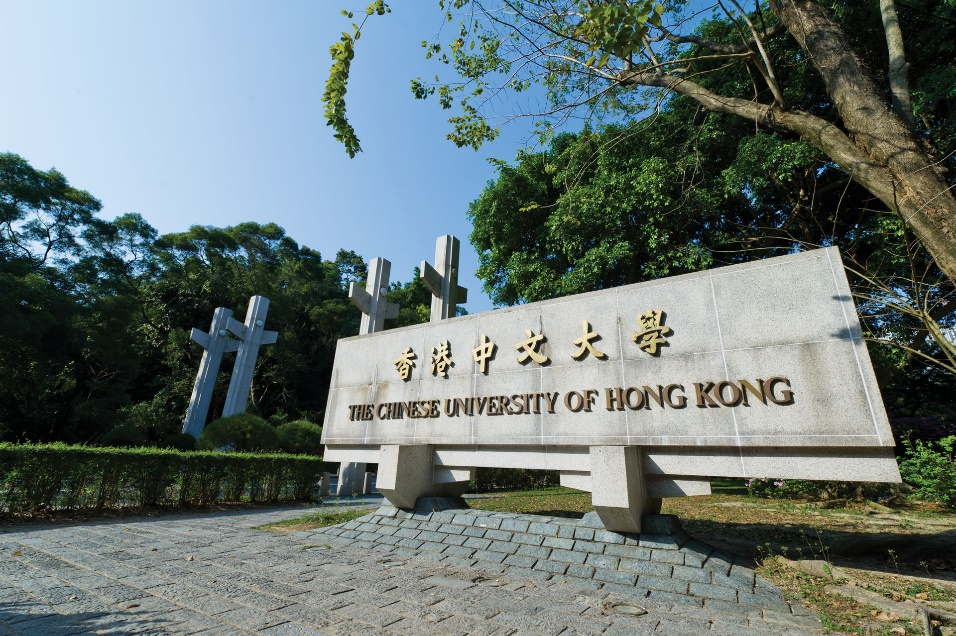 香港中文大學
THE CHINESE UNIVERSITY OF HONG KONG